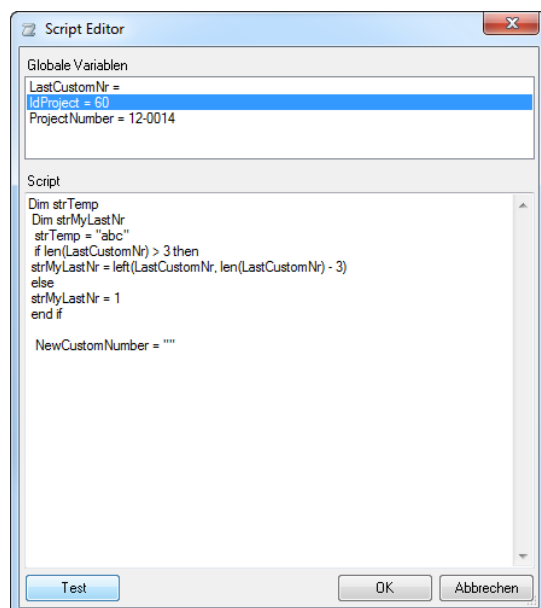 Script Editor
Globale Variablen
LastCustomNr =
IdProject = 60
ProjectNumber = 12-0014
Script
Dim strTemp
Dim strMyLastNr
strTemp = "abc"
if len(LastCustomNr) > 3 then
strMyLastNr = left(LastCustomNr, len(LastCustomNr) - 3)
else
strMyLastNr = 1
end if
NewCustomNumber = ""
Test OK Abbrechen